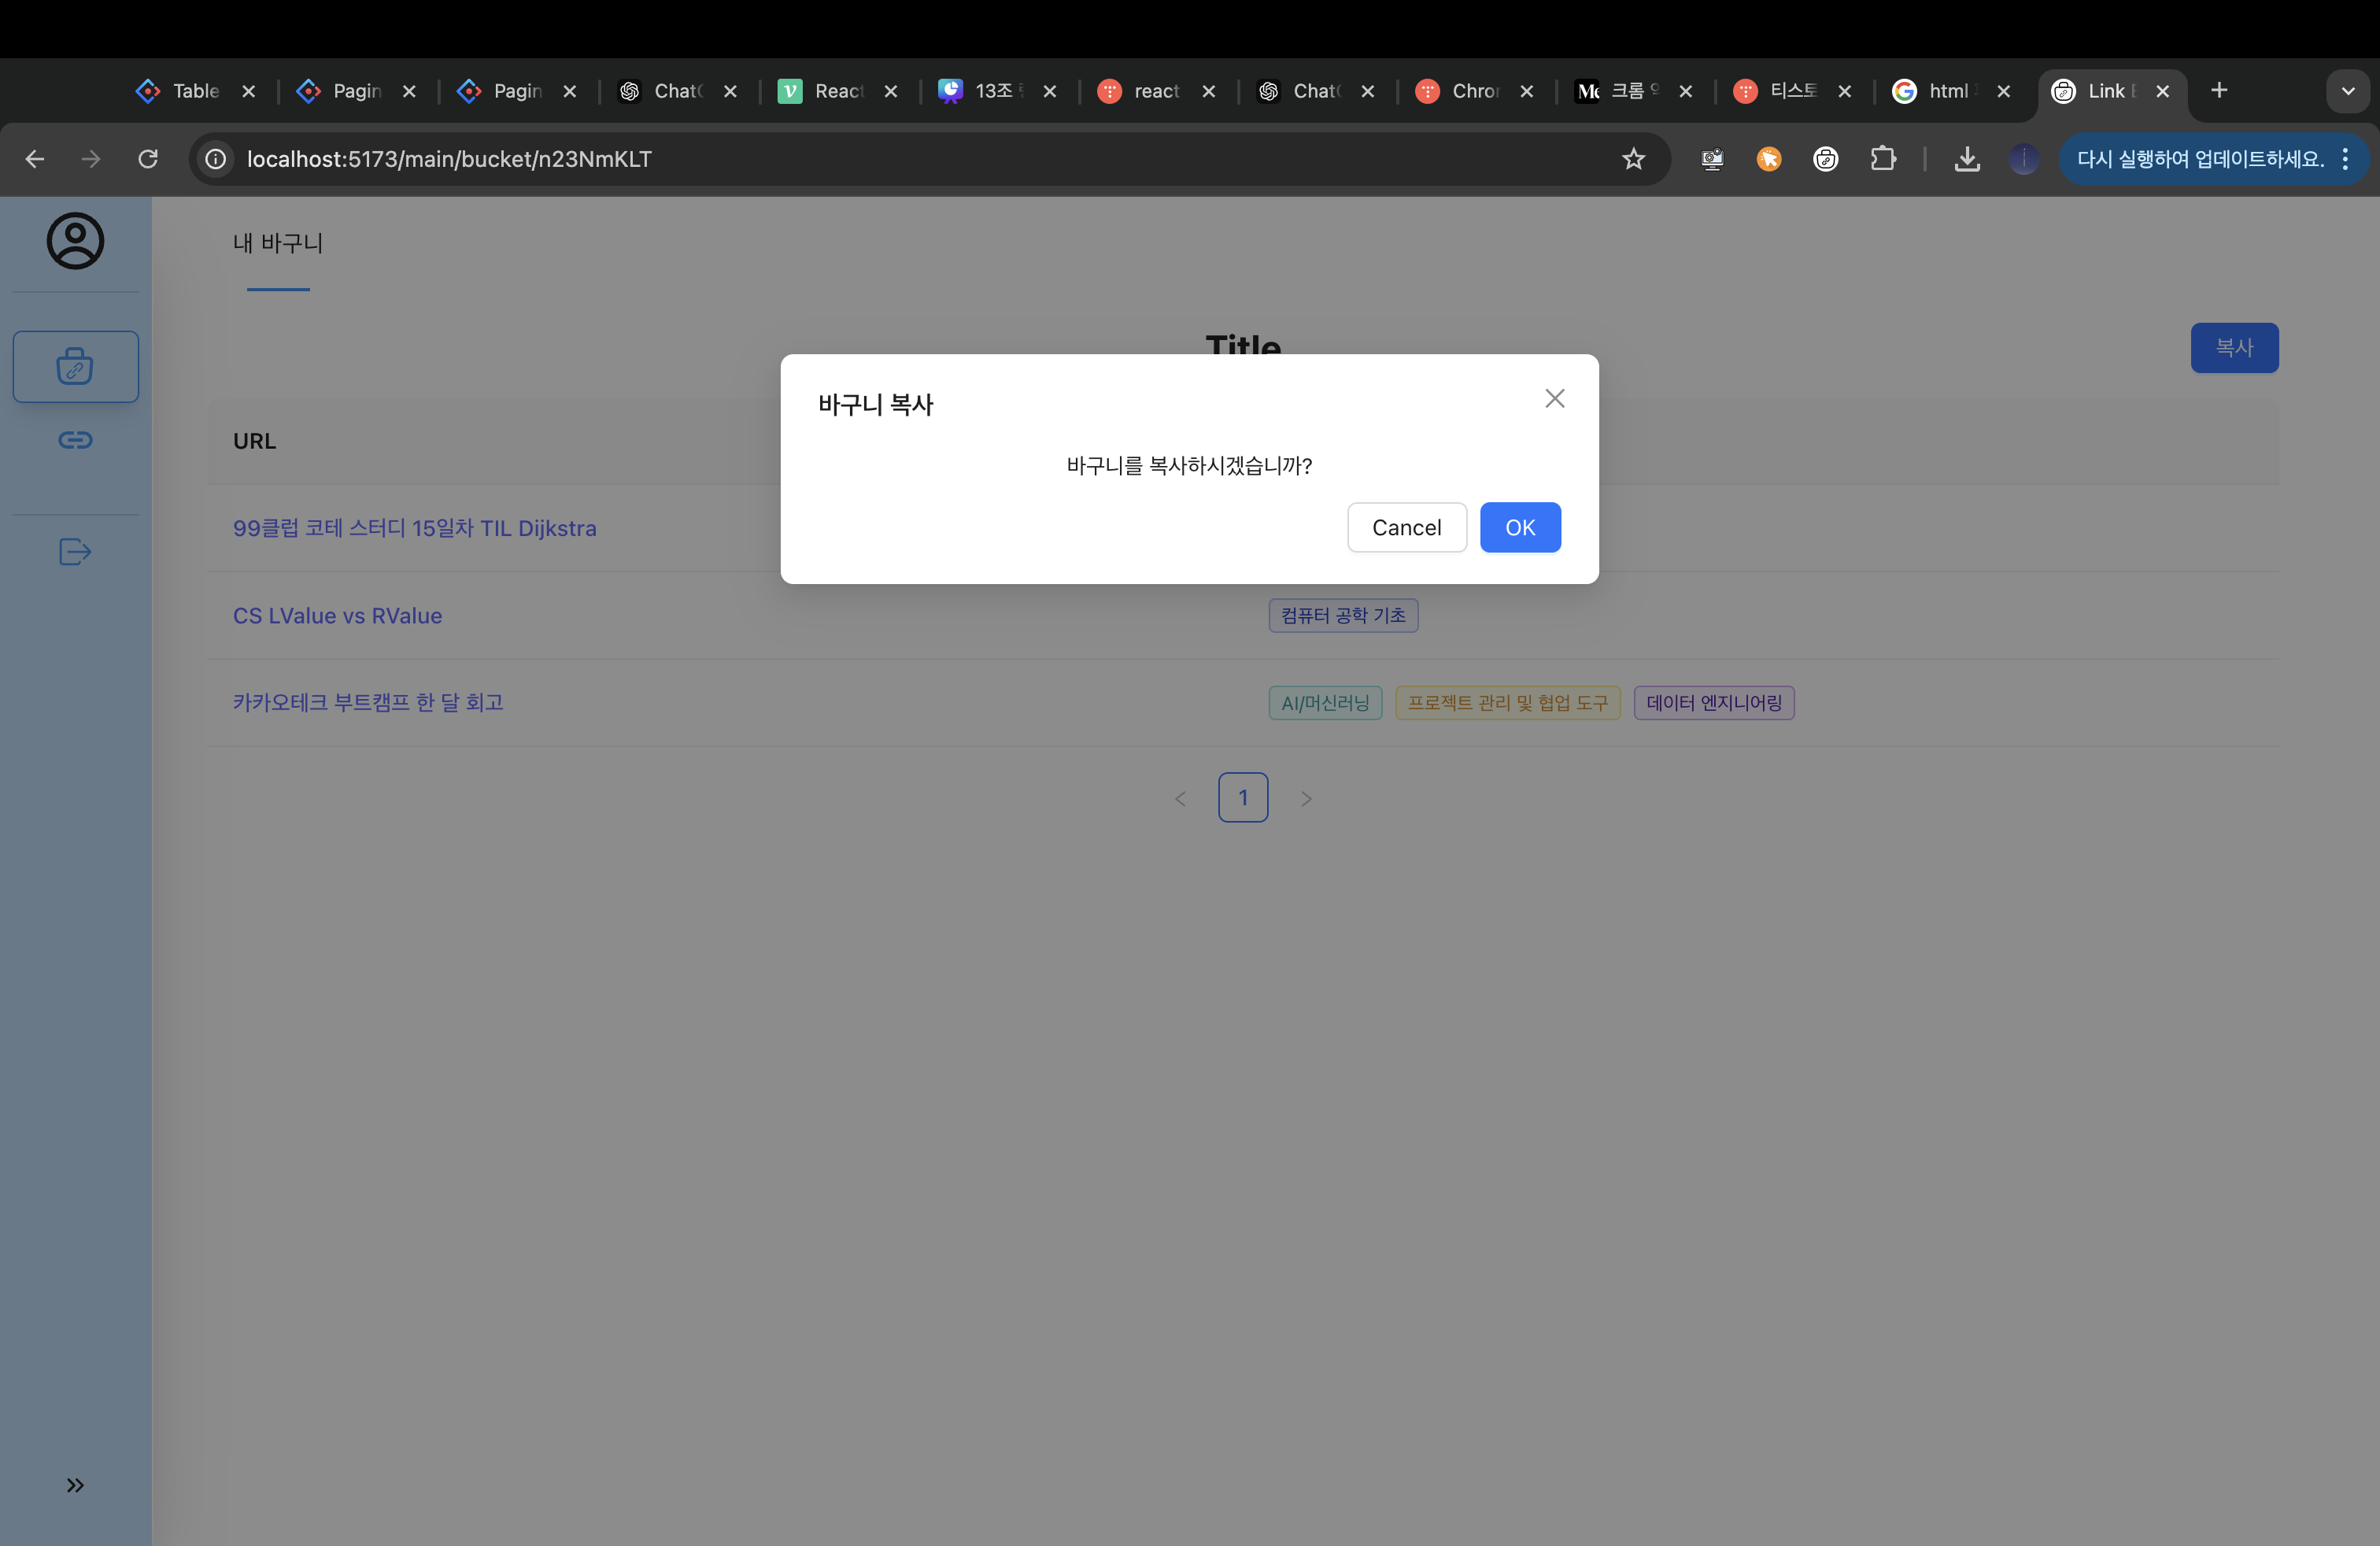 Table
Pagin
Pagin
Chat
React
13조
react
Chat
Chror
크롬
티스토
html
Link
localhost:5173/main/bucket/n23NmKLT
다시 실행하여 업데이트하세요.
내 바구니
Title
복사
바구니 복사
바구니를 복사하시겠습니까?
Cancel
OK
URL
99클럽 코테 스터디 15일차 TIL Dijkstra
CS LValue vs RValue
컴퓨터 공학 기초
카카오테크 부트캠프 한 달 회고
AI/머신러닝
프로젝트 관리 및 협업 도구
데이터 엔지니어링
1